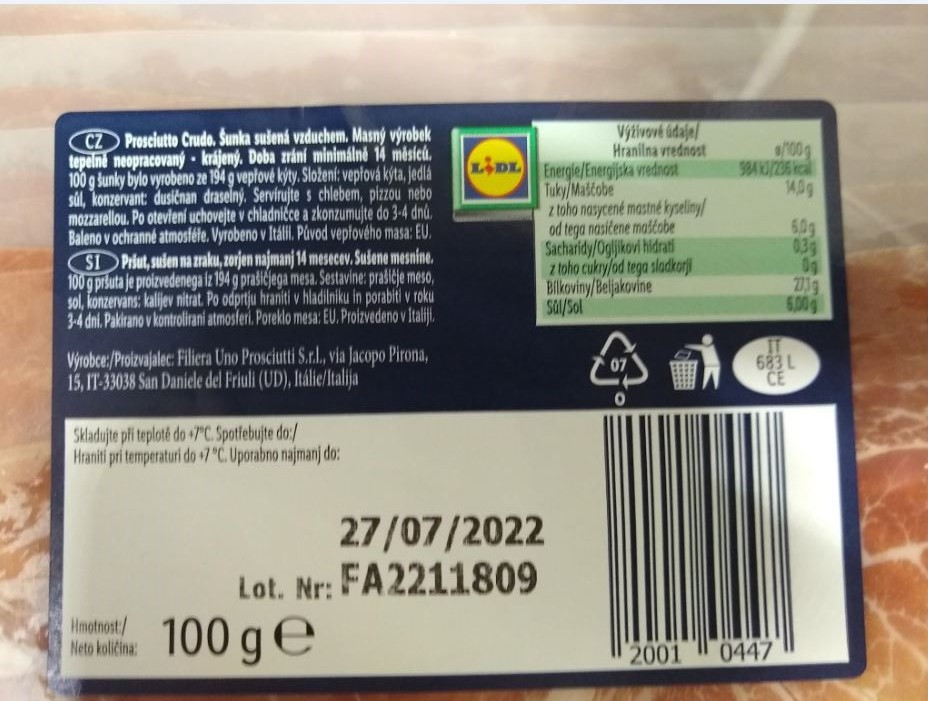 CZ Prosciutto Crudo. Šunka sušená vzduchem. Masný výrobek
tepelně neopracovaný - krájený. Doba zrání minimálně 14 měsíců.
100 g šunky bylo vyrobeno ze 194 g vepřové kýty. Složení: vepřová kýta, jedlá
sůl, konzervant: dusičnan draselný. Servírujte s chlebem, pizzou nebo
mozzarellou. Po otevření uchovejte v chladničce a zkonzumujte do 3-4 dnů.
Baleno v ochranné atmosféře. Vyrobeno v Itálii. Původ vepřového masa: EU.
SI Pršut, sušen na zraku, zorjen najmanj 14 mesecev. Sušene mesnine.
100 g pršuta je proizvedenega iz 194 g prašičjega mesa. Sestavine: prašičje meso,
sol, konzervans: kalijev nitrat. Po odprtju hraniti v hladilniku in porabiti v roku
3-4 dni. Pakirano v kontrolirani atmosferi. Poreklo mesa: EU. Proizvedeno v Italiji.
Výrobce:/Proizvajalec: Filiera Uno Prosciutti S.r.l., via Jacopo Pirona,
15, IT-33038 San Daniele del Friuli (UD), Itálie/Italija
LIDL
Výživové údaje/
Hranilna vrednost ø/100 g
Energie/Energijska vrednost 984 kJ/236 kcal
Tuky/Maščobe 14,0 g
z toho nasycené mastné kyseliny/
od tega nasičene maščobe 6,0 g
Sacharidy/Ogljikovi hidrati 0,3 g
z toho cukry/od tega sladkorji 0 g
Bílkoviny/Beljakovine 27,1 g
Sůl/Sol 6,00 g
07
O
IT
683 L
CE
Skladujte při teplotě do +7°C. Spotřebujte do:/
Hraniti pri temperaturi do +7 °C. Uporabno najmanj do:
27/07/2022
Lot. Nr: FA2211809
Hmotnost:/
Neto količina: 100 g e
2001 0447